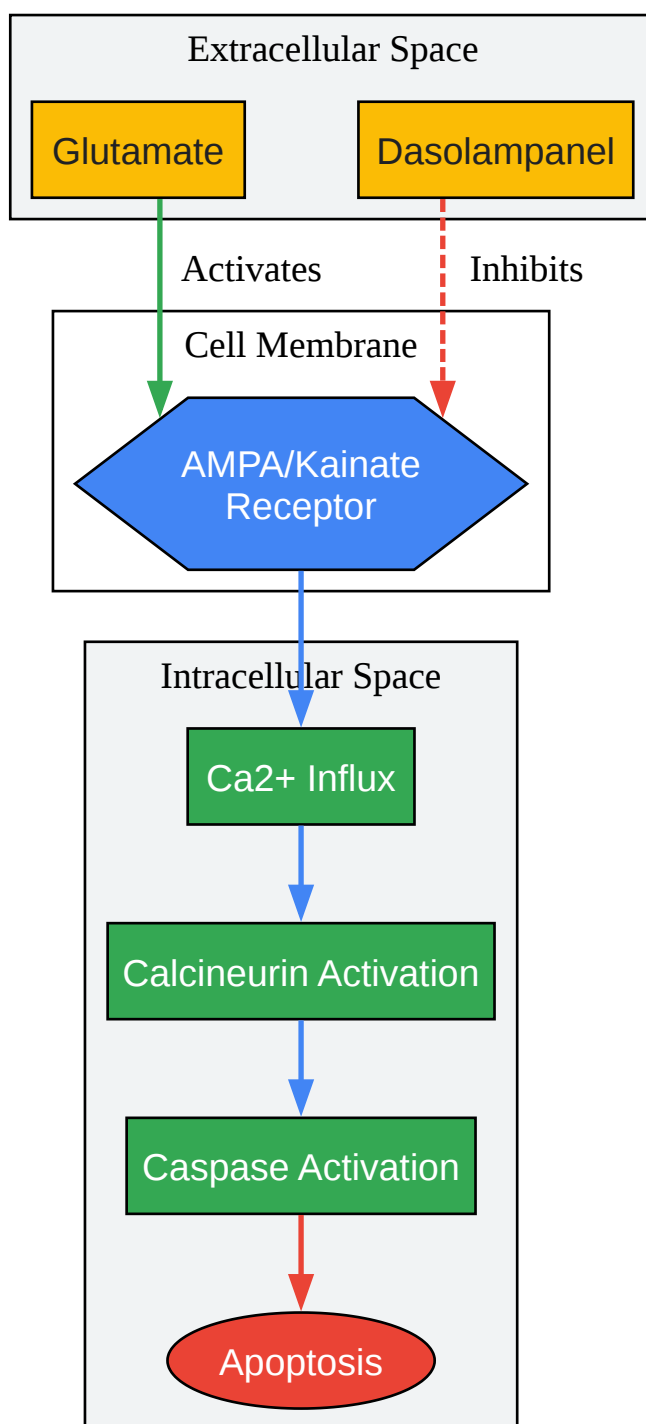 Extracellular Space
Glutamate
Dasolampanel
Activates
Inhibits
Cell Membrane
AMPA/Kainate
Receptor
Intracellular Space
Ca2+ Influx
Calcineurin Activation
Caspase Activation
Apoptosis